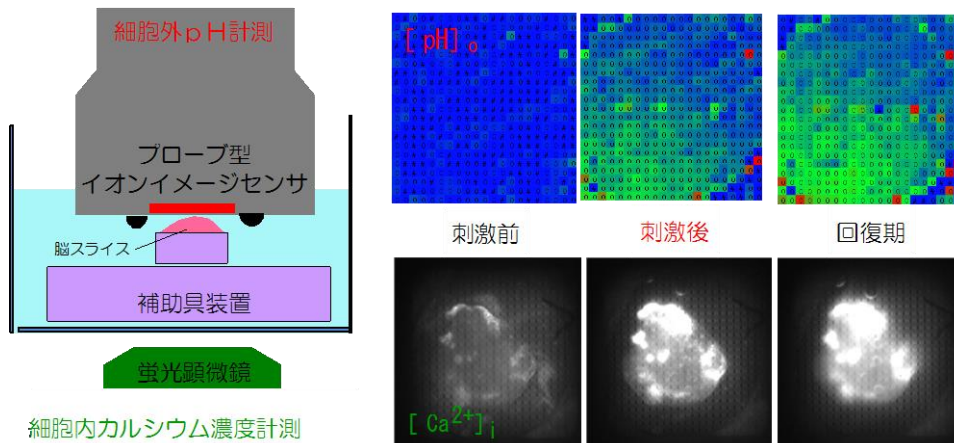 細胞外pH計測
プローブ型
イオンイメージセンサ
脳スライス
補助具装置
蛍光顕微鏡
細胞内カルシウム濃度計測
[pH]o
刺激前
刺激後
回復期
[Ca2+]i